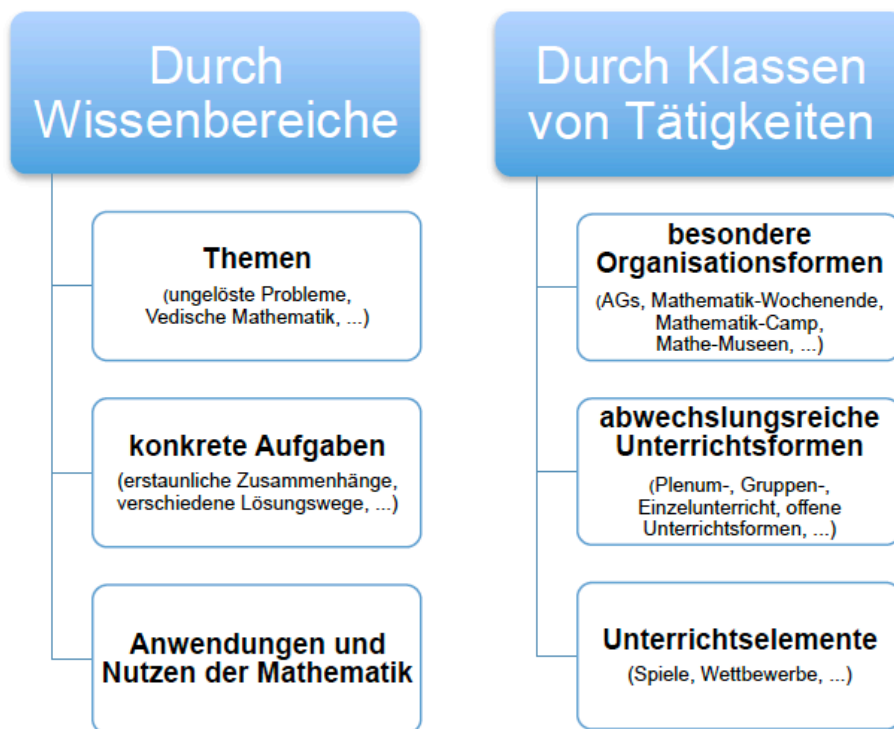 Durch
Wissenbereiche
Themen
(ungelöste Probleme,
Vedische Mathematik, ...)
konkrete Aufgaben
(erstaunliche Zusammenhänge,
verschiedene Lösungswege, ...)
Anwendungen und
Nutzen der Mathematik
Durch Klassen
von Tätigkeiten
besondere
Organisationsformen
(AGs, Mathematik-Wochenende,
Mathematik-Camp,
Mathe-Museen, ...)
abwechslungsreiche
Unterrichtsformen
(Plenum-, Gruppen-,
Einzelunterricht, offene
Unterrichtsformen, ...)
Unterrichtselemente
(Spiele, Wettbewerbe, ...)